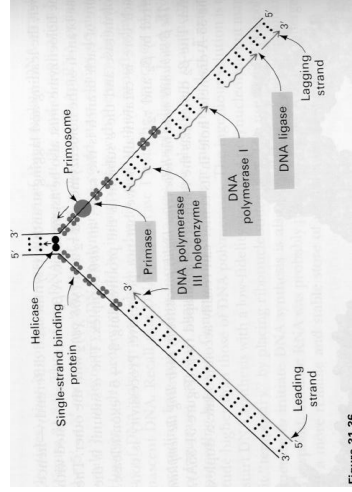 5'
3'
Helicase
Single-strand binding
protein
Primosome
Primase
DNA polymerase
III holoenzyme
DNA
polymerase I
DNA ligase
Lagging
strand
5'
3'
3'
Leading
strand
3'
5'
Figure 31-36